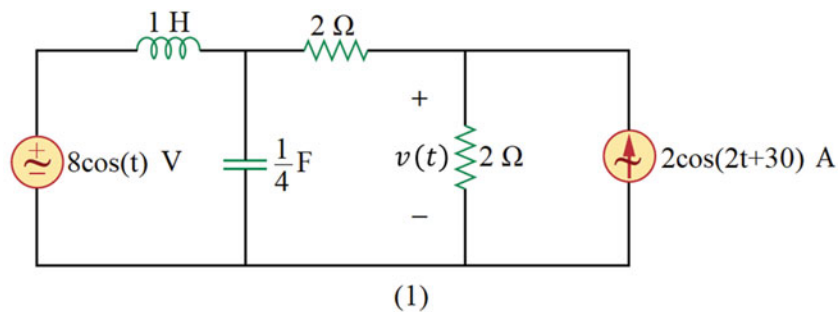 1 H 2 Ω
+
8cos(t) V 1/4 F v(t) 2 Ω 2cos(2t+30) A
−
(1)